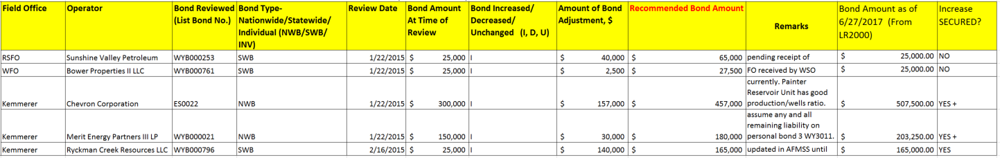 Field Office | Operator | Bond Reviewed (List Bond No.) | Bond Type- Nationwide/Statewide/ Individual (NWB/SWB/ INV) | Review Date | Bond Amount At Time of Review | Bond Increased/ Decreased/ Unchanged (I, D, U) | Amount of Bond Adjustment, $ | Recommended Bond Amount | Remarks | Bond Amount as of 6/27/2017 (From LR2000) | Increase SECURED?
RSFO | Sunshine Valley Petroleum | WYB000253 | SWB | 1/22/2015 | $ 25,000 | I | $ 40,000 | $ 65,000 | pending receipt of | $ 25,000.00 | NO
WFO | Bower Properties II LLC | WYB000761 | SWB | 1/22/2015 | $ 25,000 | I | $ 2,500 | $ 27,500 | FO received by WSO | $ 25,000.00 | NO
Kemmerer | Chevron Corporation | ES0022 | NWB | 1/22/2015 | $ 300,000 | I | $ 157,000 | $ 457,000 | currently. Painter Reservoir Unit has good production/wells ratio. | $ 507,500.00 | YES +
Kemmerer | Merit Energy Partners III LP | WYB000021 | NWB | 1/22/2015 | $ 150,000 | I | $ 30,000 | $ 180,000 | assume any and all remaining liability on personal bond 3 WY3011. | $ 203,250.00 | YES +
Kemmerer | Ryckman Creek Resources LLC | WYB000796 | SWB | 2/16/2015 | $ 25,000 | I | $ 140,000 | $ 165,000 | updated in AFMSS until | $ 165,000.00 | YES